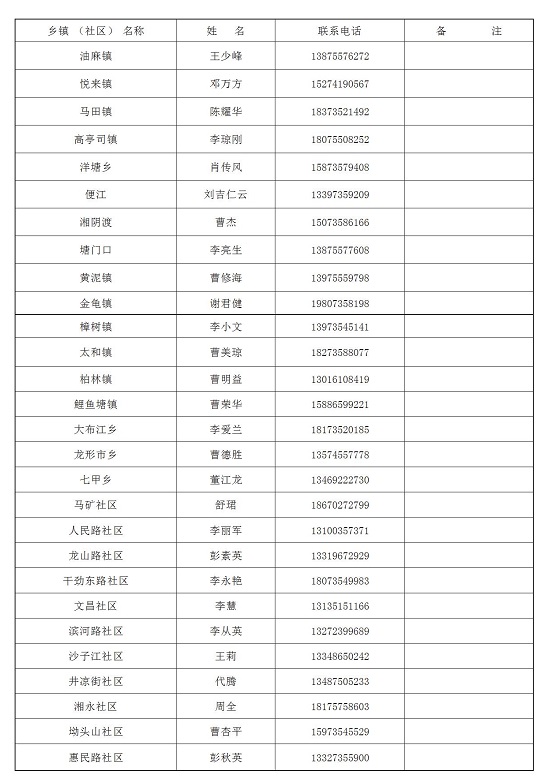 乡镇 （社区） 名称 姓 名 联系电话 备 注
油麻镇 王少峰 13875576272
悦来镇 邓万方 15274190567
马田镇 陈耀华 18373521492
高亭司镇 李琼刚 18075508252
洋塘乡 肖传风 15873579408
便江 刘吉仁云 13397359209
湘阴渡 曹杰 15073586166
塘门口 李亮生 13875577608
黄泥镇 曹修海 13975559798
金龟镇 谢君健 19807358198
樟树镇 李小文 13973545141
太和镇 曹美琼 18273588077
柏林镇 曹明益 13016108419
鲤鱼塘镇 曹荣华 15886599221
大布江乡 李爱兰 18173520185
龙形市乡 曹德胜 13574557778
七甲乡 董江龙 13469222730
马矿社区 舒珺 18670272799
人民路社区 李丽军 13100357371
龙山路社区 彭素英 13319672929
干劲东路社区 李永艳 18073549983
文昌社区 李慧 13135151166
滨河路社区 李从英 13272399689
沙子江社区 王莉 13348650242
井凉街社区 代腾 13487505233
湘永社区 周全 18175758603
坳头山社区 曹杏平 15973545529
惠民路社区 彭秋英 13327355900